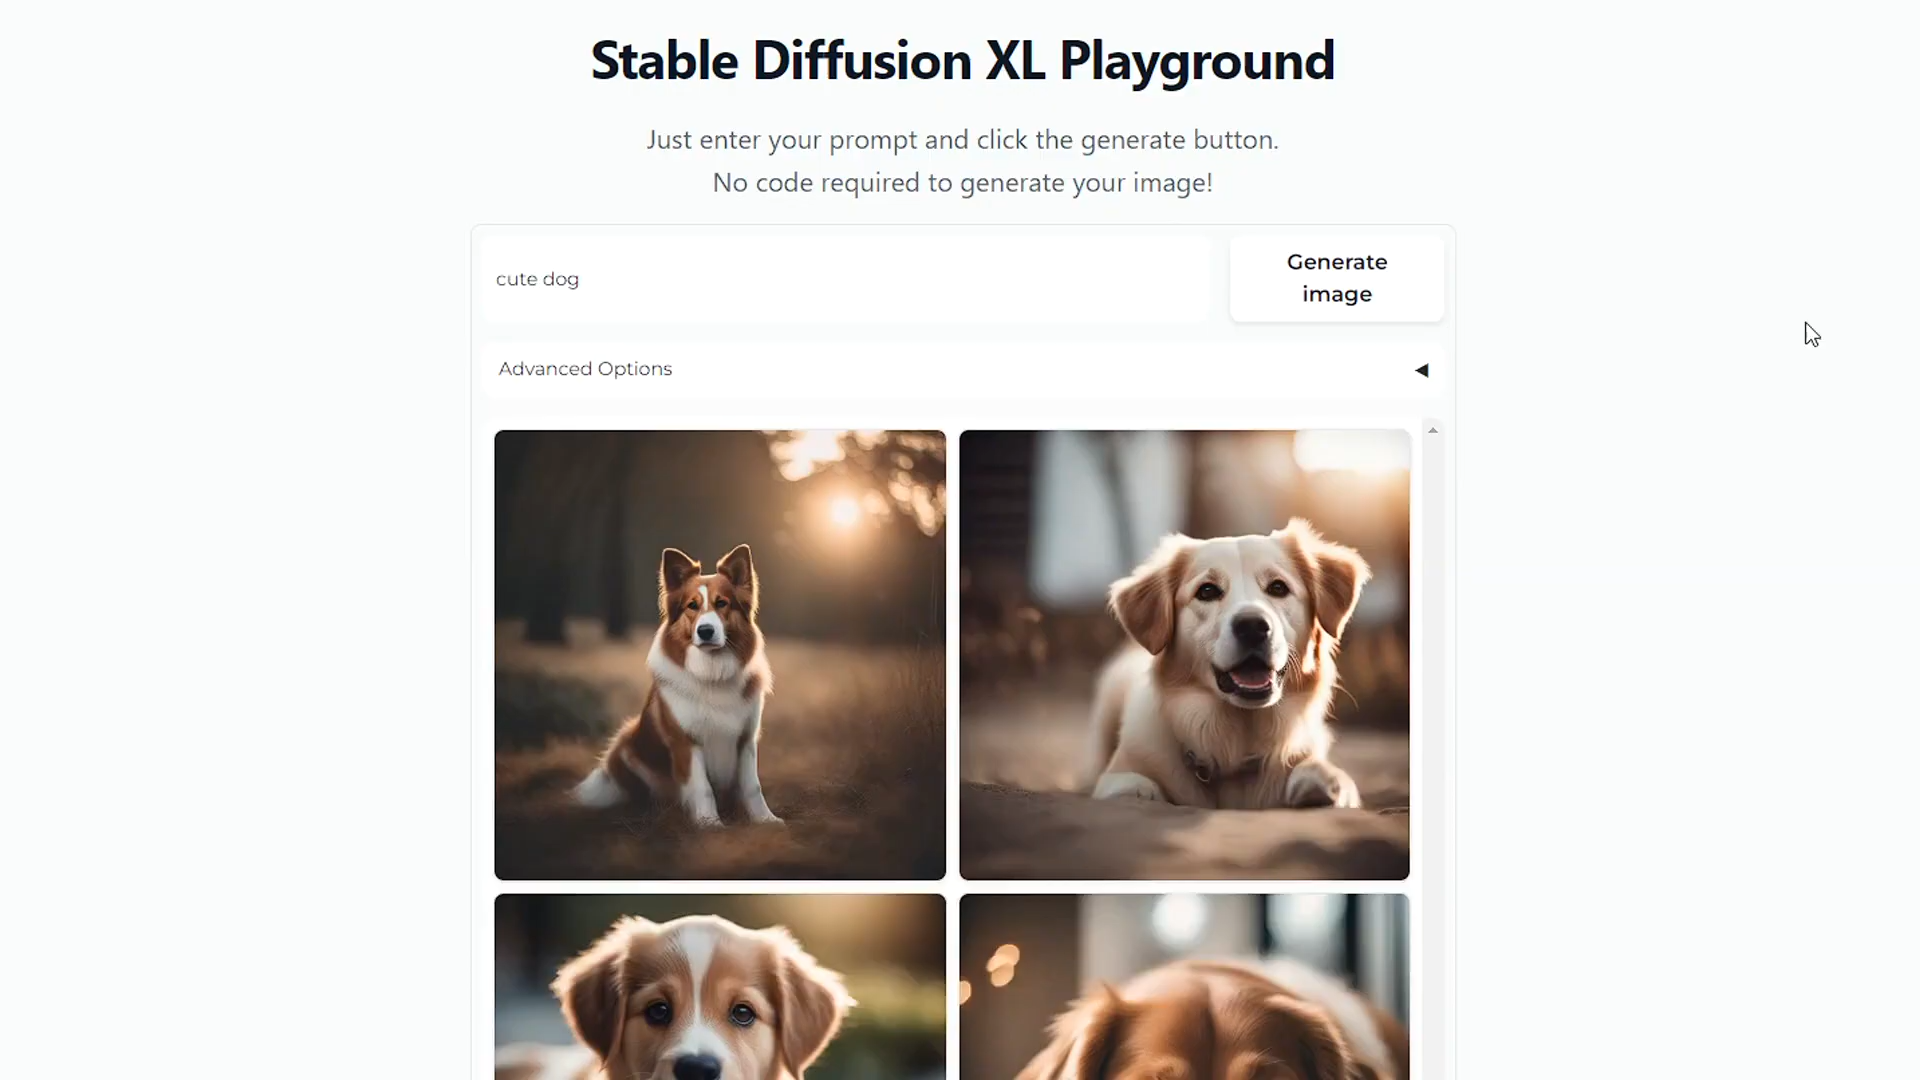 Stable Diffusion XL Playground
Just enter your prompt and click the generate button.
No code required to generate your image!
cute dog
Generate
image
Advanced Options